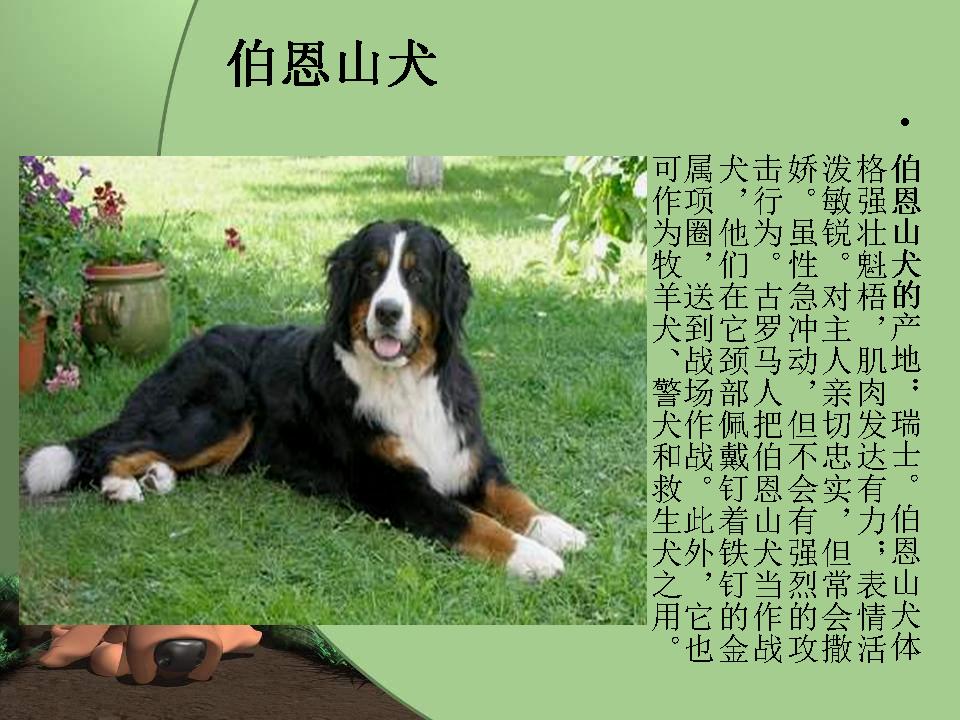 伯恩山犬
•
伯恩山犬的产地；瑞士。伯恩山犬体
格强壮魁梧，肌肉发达有力；表情活
泼敏锐。对主人亲切忠实，但常会撒
娇。虽性急冲动，但不会有强烈的攻
击行为。古罗马人把伯恩山犬当作战
犬，他们在它颈部佩戴钉着铁钉的金
属项圈，送到战场作战。此外，它也
可作为牧羊犬、警犬和救生犬之用。